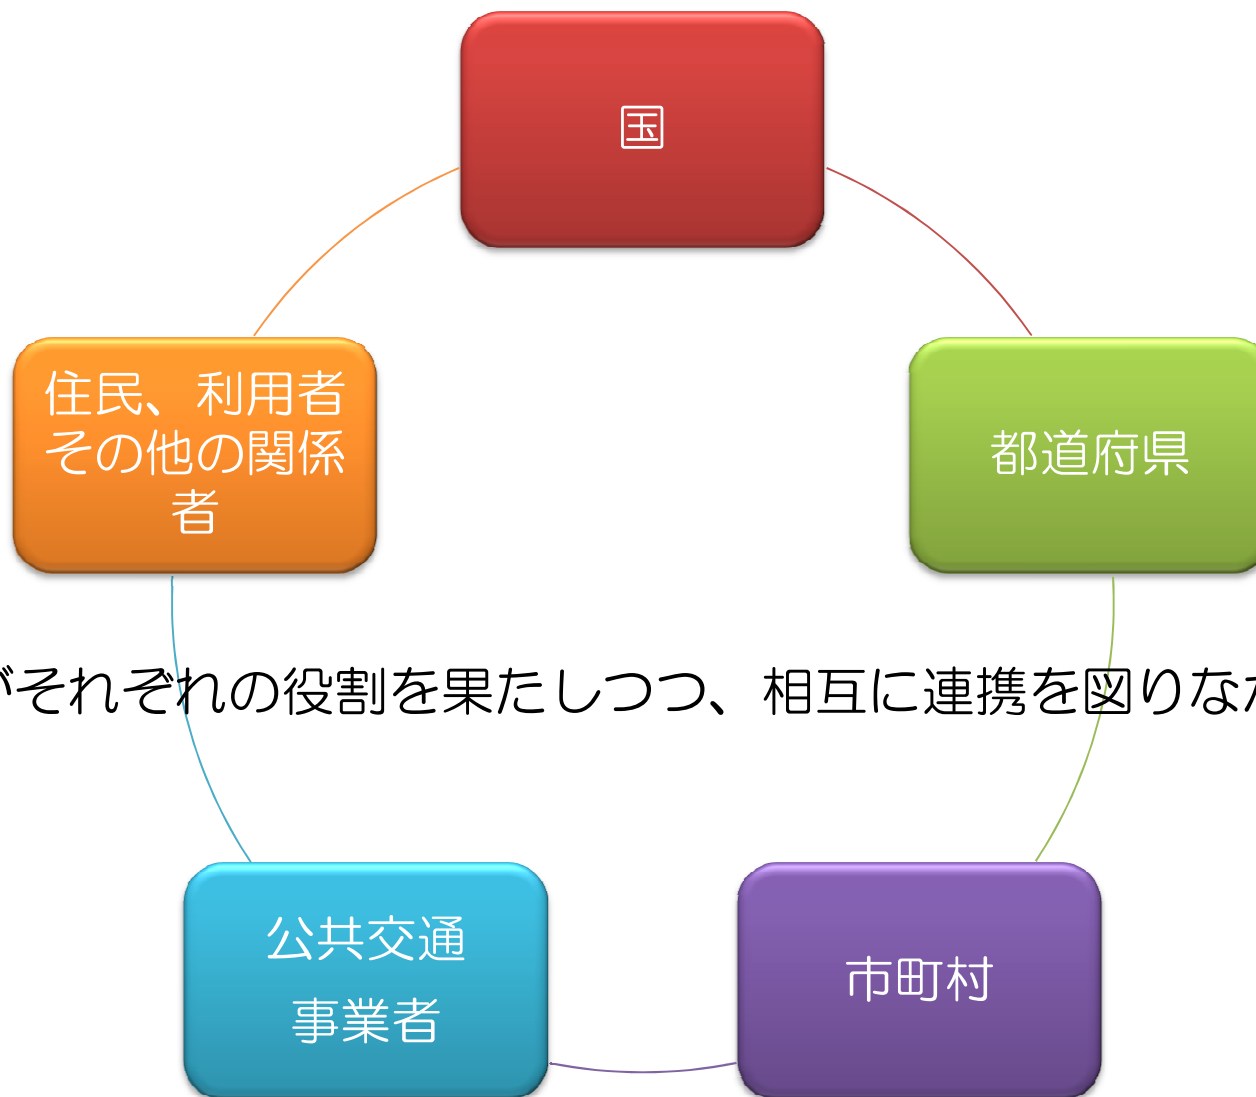 国
住民、利用者
その他の関係
者
都道府県
がそれぞれの役割を果たしつつ、相互に連携を図りなが
公共交通
事業者
市町村